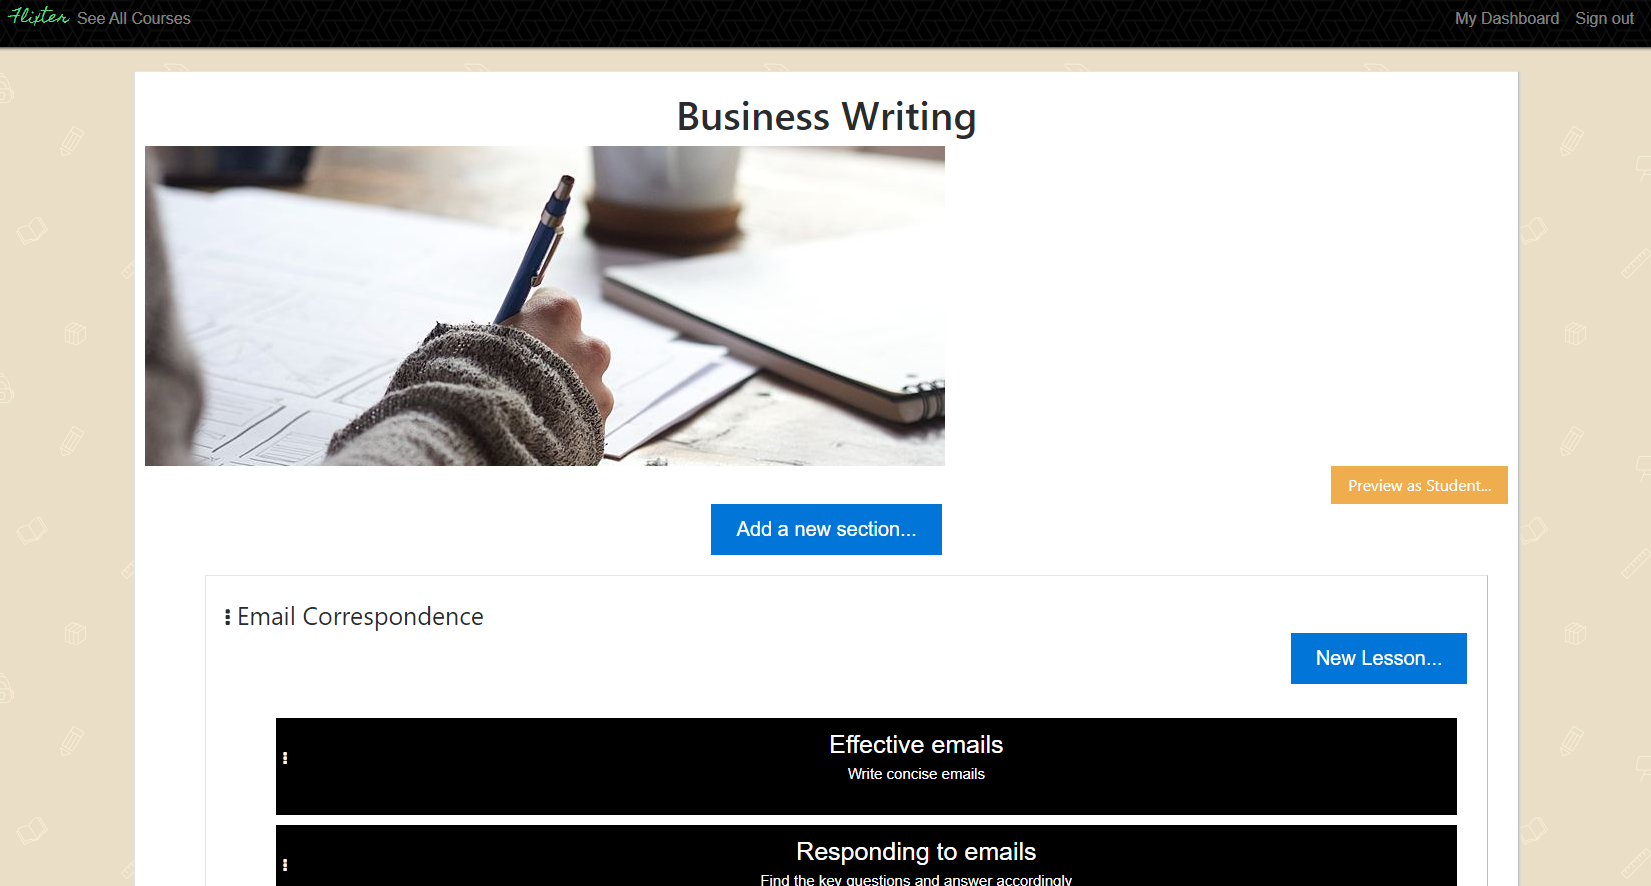 Flixter See All Courses My Dashboard Sign out
Business Writing
Preview as Student...
Add a new section...
Email Correspondence
New Lesson...
Effective emails
Write concise emails
Responding to emails
Find the key questions and answer accordingly